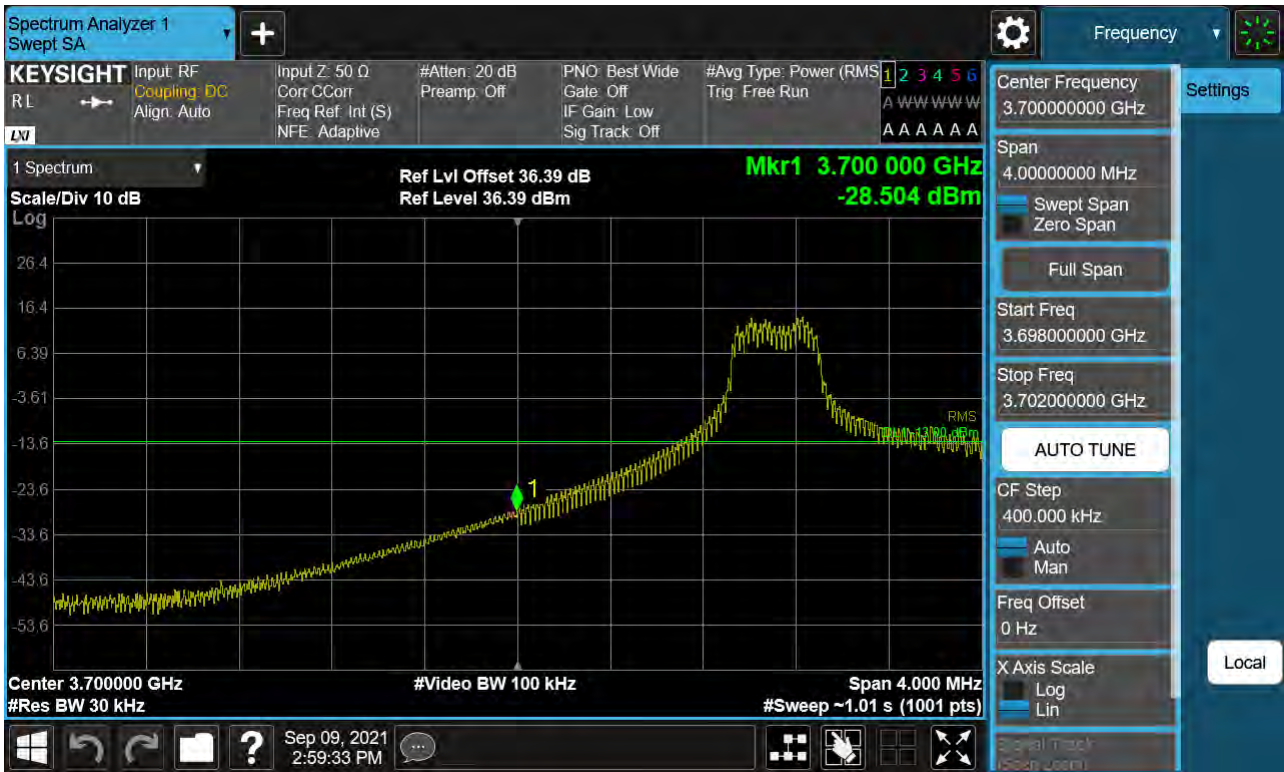 Spectrum Analyzer 1
Swept SA
Frequency
KEYSIGHT
RL
LXI
Input: RF
Coupling: DC
Align: Auto
Input Z: 50 Ω
Corr CCorr
Freq Ref: Int (S)
NFE: Adaptive
#Atten: 20 dB
Preamp: Off
PNO: Best Wide
Gate: Off
IF Gain: Low
Sig Track: Off
#Avg Type: Power (RMS
Trig: Free Run
1 2 3 4 5 6
A W W W W W
A A A A A A
1 Spectrum
Scale/Div 10 dB
Log
Ref Lvl Offset 36.39 dB
Ref Level 36.39 dBm
Mkr1 3.700 000 GHz
-28.504 dBm
26.4
16.4
6.39
-3.61
-13.6
-23.6
-33.6
-43.6
-53.6
RMS
1
Center 3.700000 GHz
#Res BW 30 kHz
#Video BW 100 kHz
Span 4.000 MHz
#Sweep ~1.01 s (1001 pts)
Center Frequency
3.700000000 GHz
Span
4.00000000 MHz
Swept Span
Zero Span
Full Span
Start Freq
3.698000000 GHz
Stop Freq
3.702000000 GHz
AUTO TUNE
CF Step
400.000 kHz
Auto
Man
Freq Offset
0 Hz
X Axis Scale
Log
Lin
Signal Track
(Span Zoom)
Settings
Local
Sep 09, 2021
2:59:33 PM